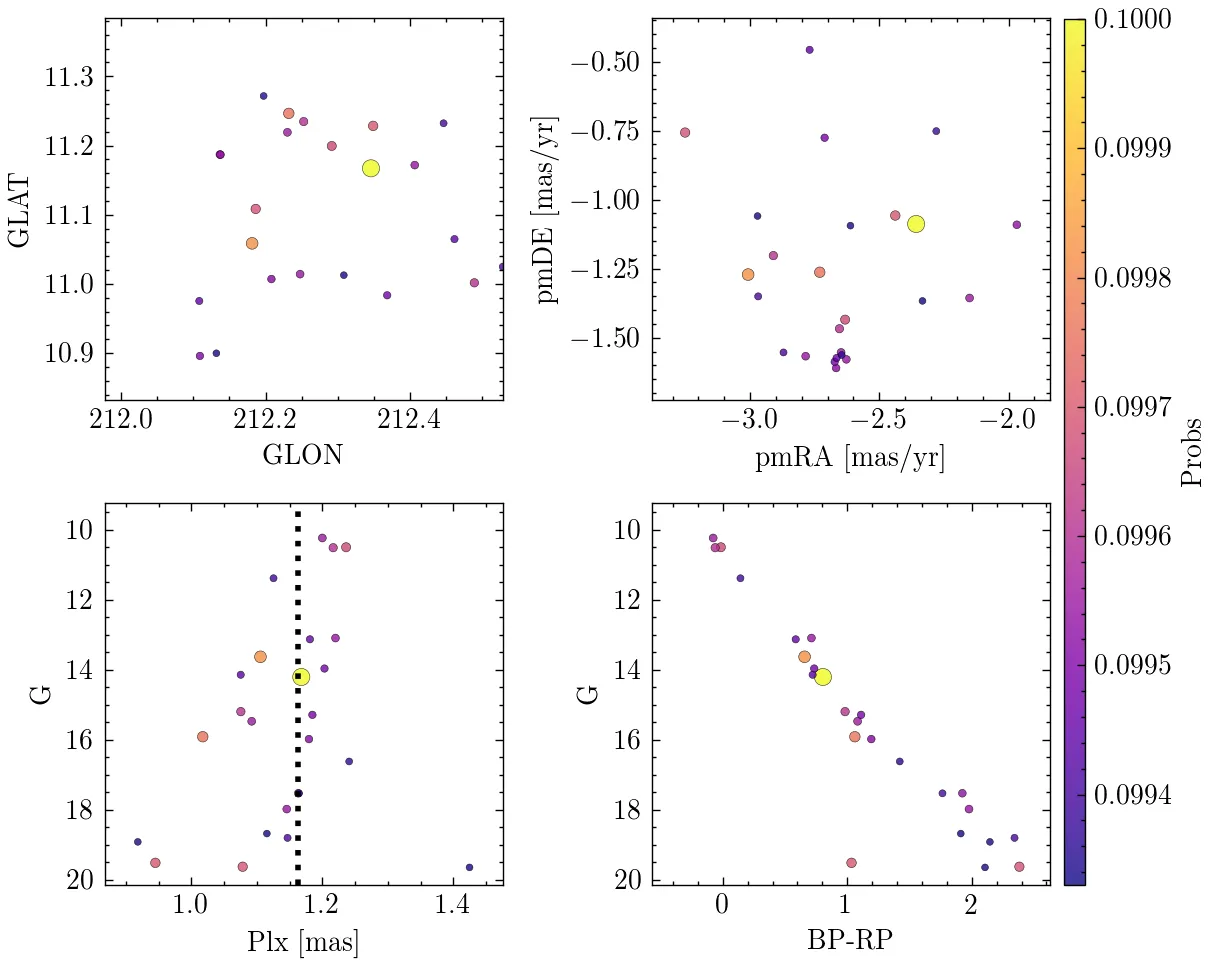 11.3
11.2
11.1
11.0
10.9
GLAT
212.0 212.2 212.4
GLON
−0.50
−0.75
−1.00
−1.25
−1.50
pmDE [mas/yr]
−3.0 −2.5 −2.0
pmRA [mas/yr]
0.1000
0.0999
0.0998
0.0997
0.0996
0.0995
0.0994
Probs
10
12
14
16
18
20
G
1.0 1.2 1.4
Plx [mas]
10
12
14
16
18
20
G
0 1 2
BP-RP